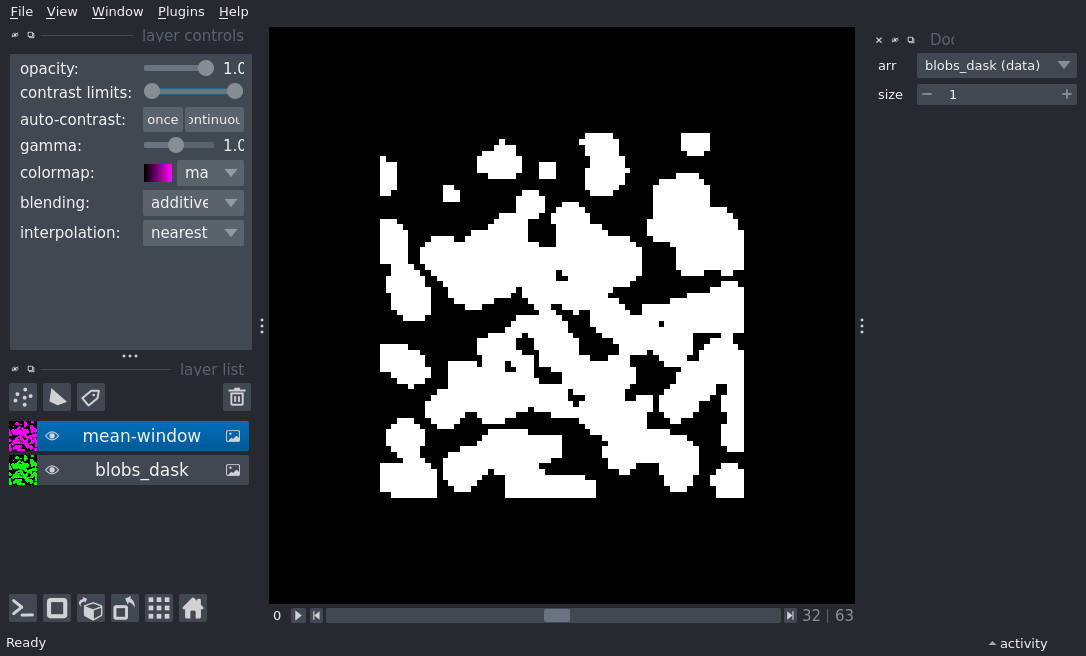 File View Window Plugins Help
layer controls
opacity: 1.0
contrast limits:
auto-contrast: once ontinuou
gamma: 1.0
colormap: ma
blending: additive
interpolation: nearest
layer list
mean-window
blobs_dask
0 32 | 63
Ready
Doc
arr blobs_dask (data)
size 1
activity